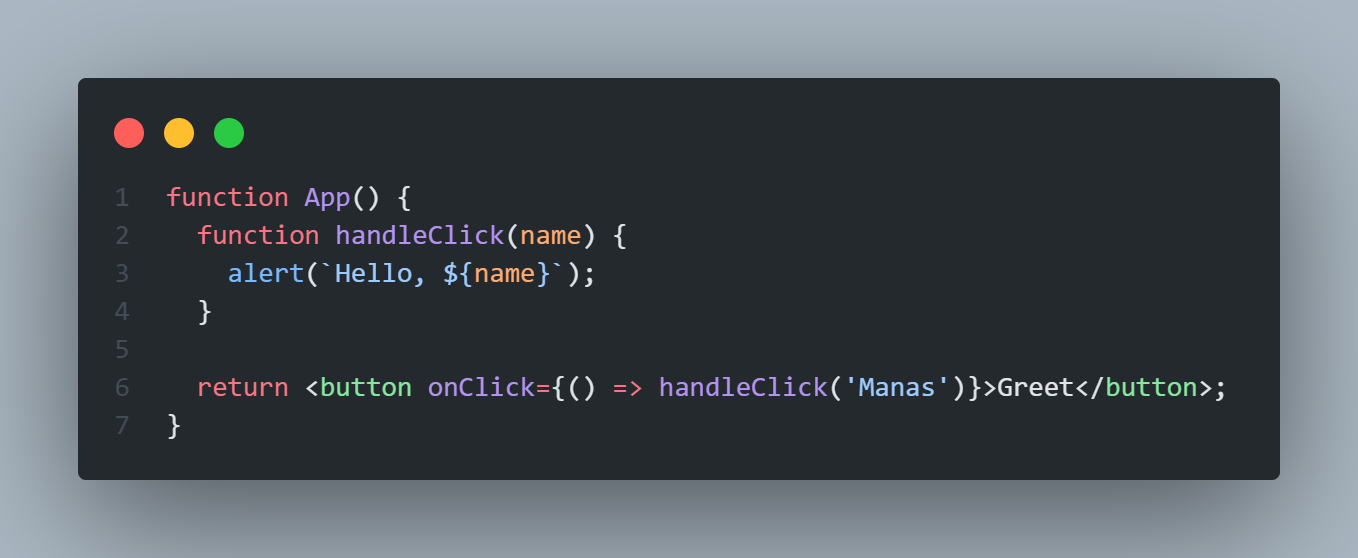 1 function App() {
2   function handleClick(name) {
3     alert(`Hello, ${name}`);
4   }
5
6   return <button onClick={() => handleClick('Manas')}>Greet</button>;
7 }